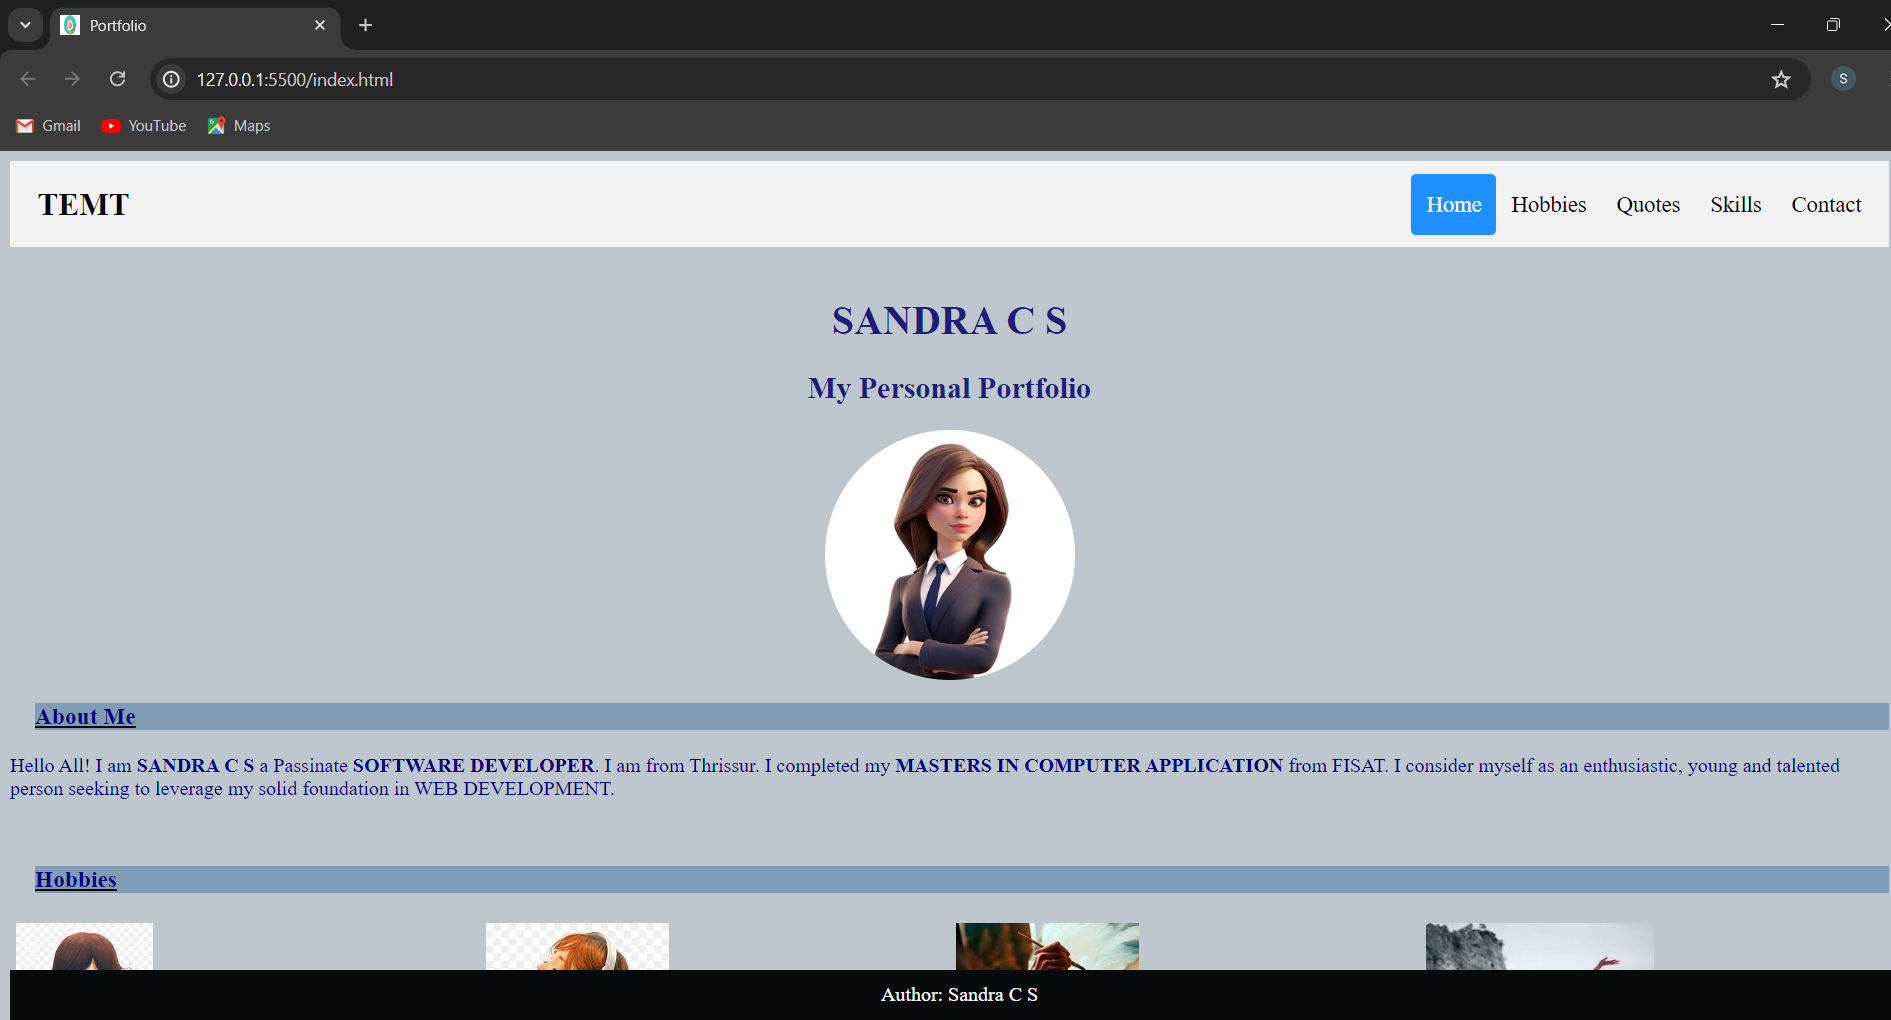 Portfolio
127.0.0.1:5500/index.html
S
Gmail YouTube Maps
TEMT
Home Hobbies Quotes Skills Contact
SANDRA C S
My Personal Portfolio
About Me
Hello All! I am SANDRA C S a Passinate SOFTWARE DEVELOPER. I am from Thrissur. I completed my MASTERS IN COMPUTER APPLICATION from FISAT. I consider myself as an enthusiastic, young and talented
person seeking to leverage my solid foundation in WEB DEVELOPMENT.
Hobbies
Author: Sandra C S